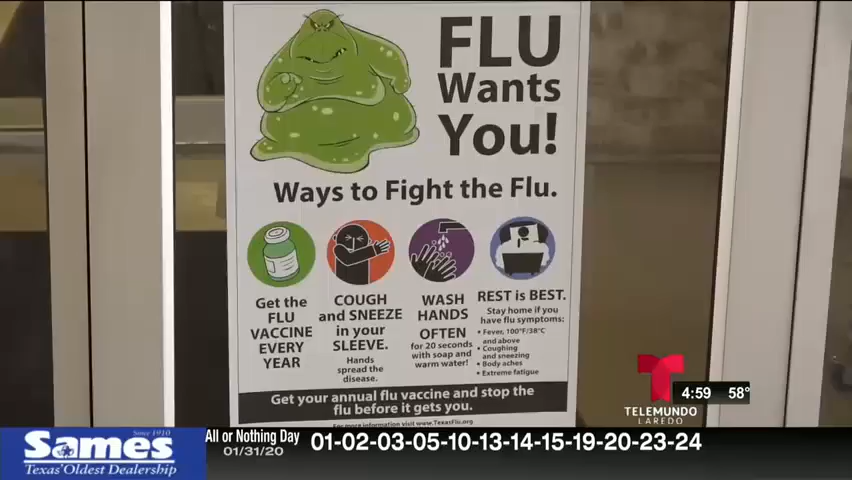 FLU
Wants
You!
Ways to Fight the Flu.
Get the
FLU
VACCINE
EVERY
YEAR
COUGH
and SNEEZE
in your
SLEEVE.
Hands
spread the
disease.
WASH
HANDS
OFTEN
for 20 seconds
with soap and
warm water!
REST is BEST.
Stay home if you
have flu symptoms:
• Fever, 100°F/38°C
and above
• Coughing
and sneezing
• Body aches
• Extreme fatigue
Get your annual flu vaccine and stop the
flu before it gets you.
For more information visit www.TexasFlu.org
TELEMUNDO
LAREDO
4:59 58°
Since 1910
Sames
Texas' Oldest Dealership
All or Nothing Day
01/31/20
01-02-03-05-10-13-14-15-19-20-23-24